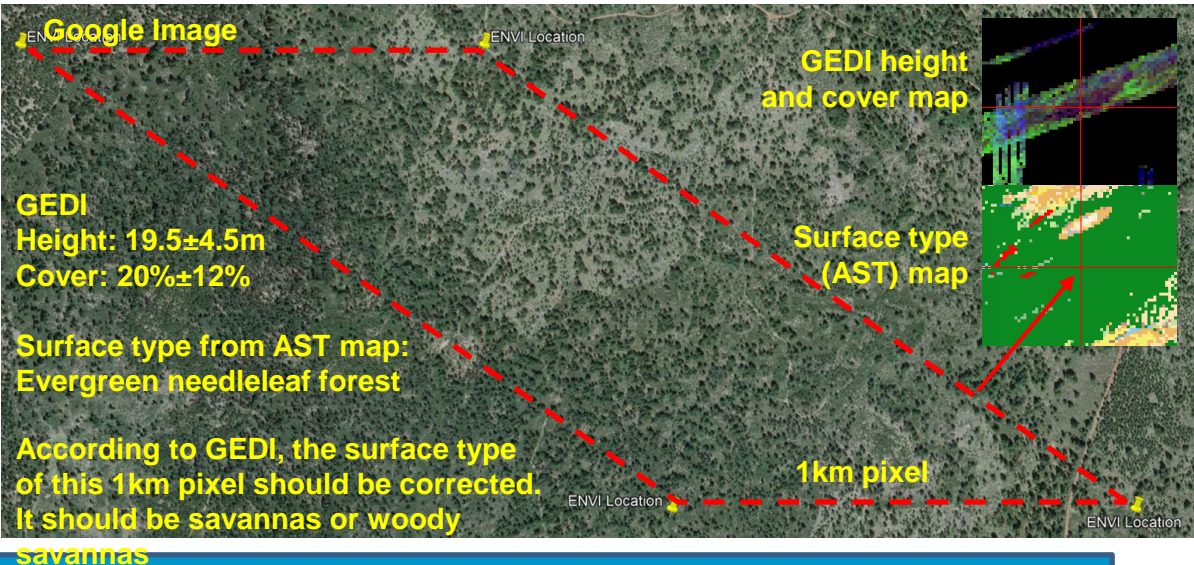 Google Image
ENVI Location
ENVI Location
GEDI height
and cover map
GEDI
Height: 19.5±4.5m
Cover: 20%±12%
Surface type
(AST) map
Surface type from AST map:
Evergreen needleleaf forest
According to GEDI, the surface type
of this 1km pixel should be corrected.
It should be savannas or woody
savannas
1km pixel
ENVI Location
ENVI Location